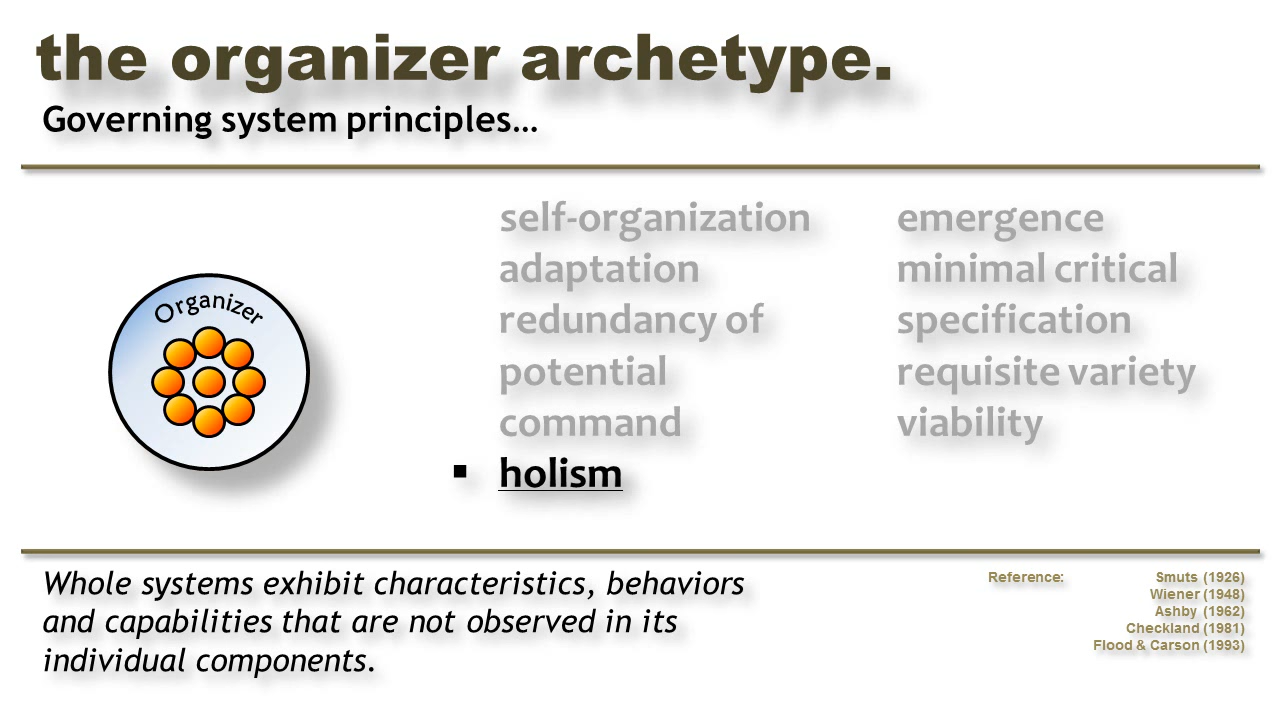 the organizer archetype.
Governing system principles…
Organizer
self-organization
adaptation
redundancy of
potential
command
▪ holism
emergence
minimal critical
specification
requisite variety
viability
Whole systems exhibit characteristics, behaviors
and capabilities that are not observed in its
individual components.
Reference: Smuts (1926)
Wiener (1948)
Ashby (1962)
Checkland (1981)
Flood & Carson (1993)